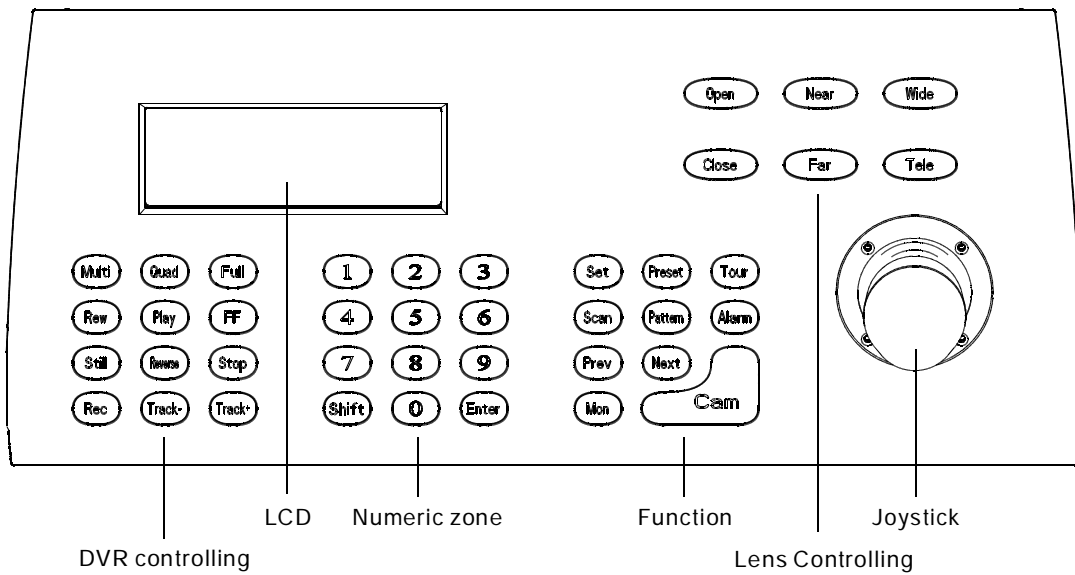 Open Near Wide
Close Far Tele
Multi Quad Full 1 2 3 Set Preset Tour
Rew Play FF 4 5 6 Scan Pattern Alarm
Still Reverse Stop 7 8 9 Prev Next
Rec Track- Track+ Shift 0 Enter Mon Cam
LCD Numeric zone Function Joystick
DVR controlling Lens Controlling